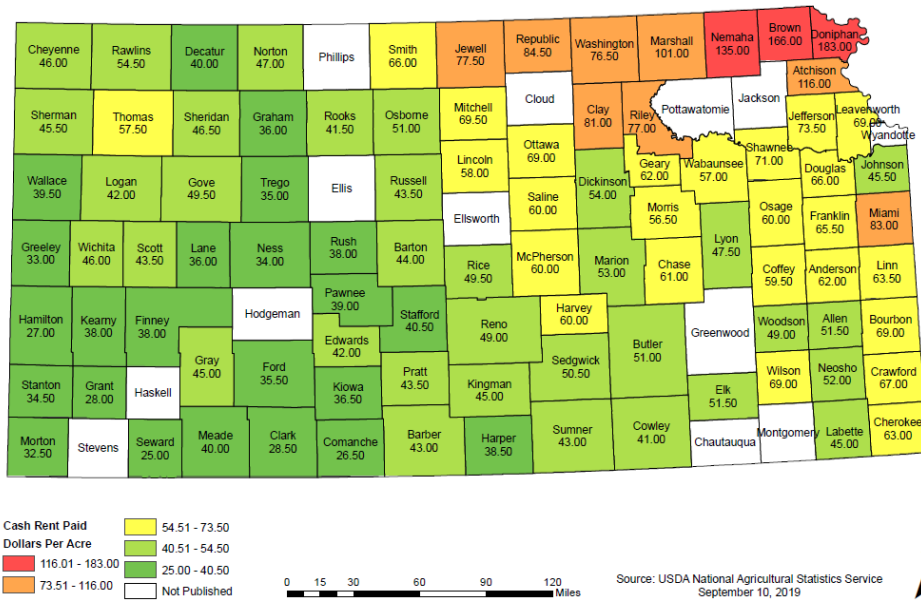 Cheyenne
46.00
Rawlins
54.50
Decatur
40.00
Norton
47.00
Phillips
Smith
66.00
Jewell
77.50
Republic
84.50
Washington
76.50
Marshall
101.00
Nemaha
135.00
Brown
166.00
Doniphan
183.00
Atchison
116.00
Sherman
45.50
Thomas
57.50
Sheridan
46.50
Graham
36.00
Rooks
41.50
Osborne
51.00
Mitchell
69.50
Cloud
Clay
81.00
Riley
77.00
Pottawatomie
Jackson
Jefferson
73.50
Leavenworth
69.00
Wyandotte
Lincoln
58.00
Ottawa
69.00
Geary
62.00
Wabaunsee
57.00
Shawnee
71.00
Douglas
66.00
Johnson
45.50
Wallace
39.50
Logan
42.00
Gove
49.50
Trego
35.00
Ellis
Russell
43.50
Ellsworth
Saline
60.00
Dickinson
54.00
Morris
56.50
Osage
60.00
Franklin
65.50
Miami
83.00
Greeley
33.00
Wichita
46.00
Scott
43.50
Lane
36.00
Ness
34.00
Rush
38.00
Barton
44.00
Rice
49.50
McPherson
60.00
Marion
53.00
Chase
61.00
Lyon
47.50
Coffey
59.50
Anderson
62.00
Linn
63.50
Hamilton
27.00
Kearny
38.00
Finney
38.00
Hodgeman
Pawnee
39.00
Stafford
40.50
Edwards
42.00
Reno
49.00
Harvey
60.00
Butler
51.00
Greenwood
Woodson
49.00
Allen
51.50
Bourbon
69.00
Gray
45.00
Ford
35.50
Kiowa
36.50
Pratt
43.50
Kingman
45.00
Sedgwick
50.50
Elk
51.50
Wilson
69.00
Neosho
52.00
Crawford
67.00
Stanton
34.50
Grant
28.00
Haskell
Morton
32.50
Stevens
Seward
25.00
Meade
40.00
Clark
28.50
Comanche
26.50
Barber
43.00
Harper
38.50
Sumner
43.00
Cowley
41.00
Chautauqua
Montgomery
Labette
45.00
Cherokee
63.00
Cash Rent Paid
Dollars Per Acre
116.01 - 183.00
73.51 - 116.00
54.51 - 73.50
40.51 - 54.50
25.00 - 40.50
Not Published
0 15 30 60 90 120
Miles
Source: USDA National Agricultural Statistics Service
September 10, 2019